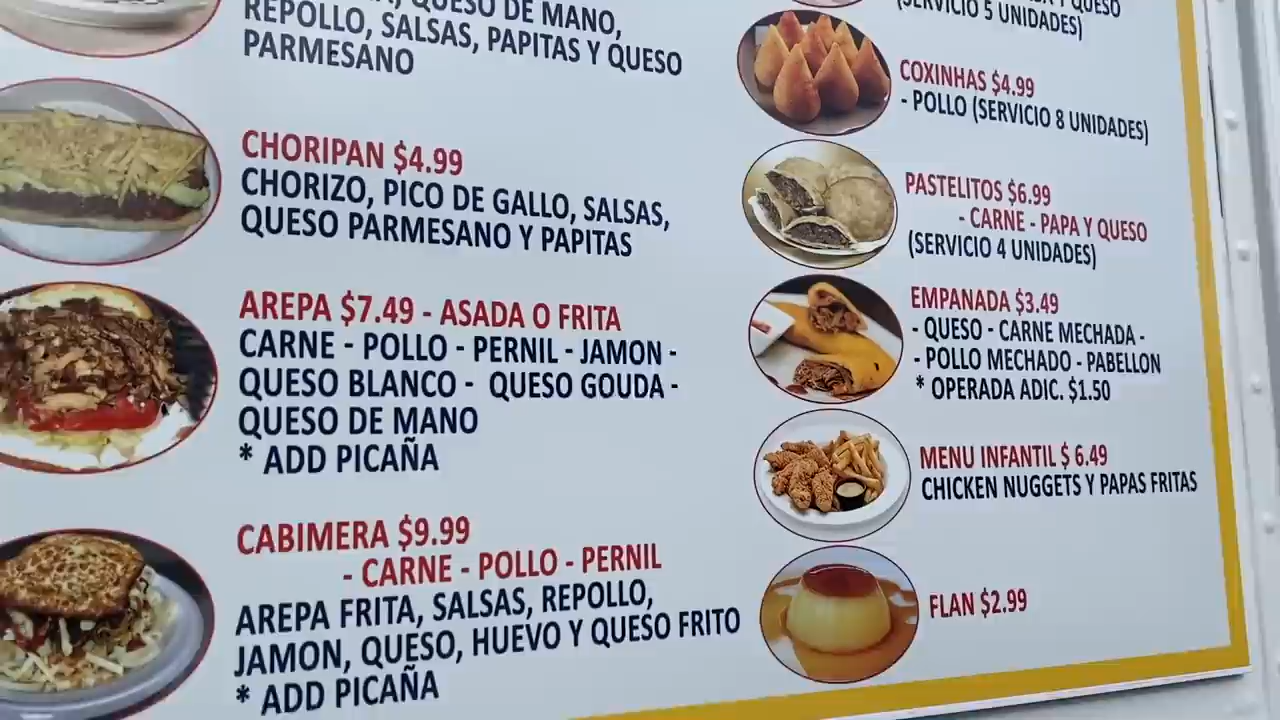 QUESO DE MANO,
REPOLLO, SALSAS, PAPITAS Y QUESO
PARMESANO
CHORIPAN $4.99
CHORIZO, PICO DE GALLO, SALSAS,
QUESO PARMESANO Y PAPITAS
AREPA $7.49 - ASADA O FRITA
CARNE - POLLO - PERNIL - JAMON -
QUESO BLANCO - QUESO GOUDA -
QUESO DE MANO
* ADD PICAÑA
CABIMERA $9.99
- CARNE - POLLO - PERNIL
AREPA FRITA, SALSAS, REPOLLO,
JAMON, QUESO, HUEVO Y QUESO FRITO
* ADD PICAÑA
Y QUESO
(SERVICIO 5 UNIDADES)
COXINHAS $4.99
- POLLO (SERVICIO 8 UNIDADES)
PASTELITOS $6.99
- CARNE - PAPA Y QUESO
(SERVICIO 4 UNIDADES)
EMPANADA $3.49
- QUESO - CARNE MECHADA -
- POLLO MECHADO - PABELLON
* OPERADA ADIC. $1.50
MENU INFANTIL $ 6.49
CHICKEN NUGGETS Y PAPAS FRITAS
FLAN $2.99